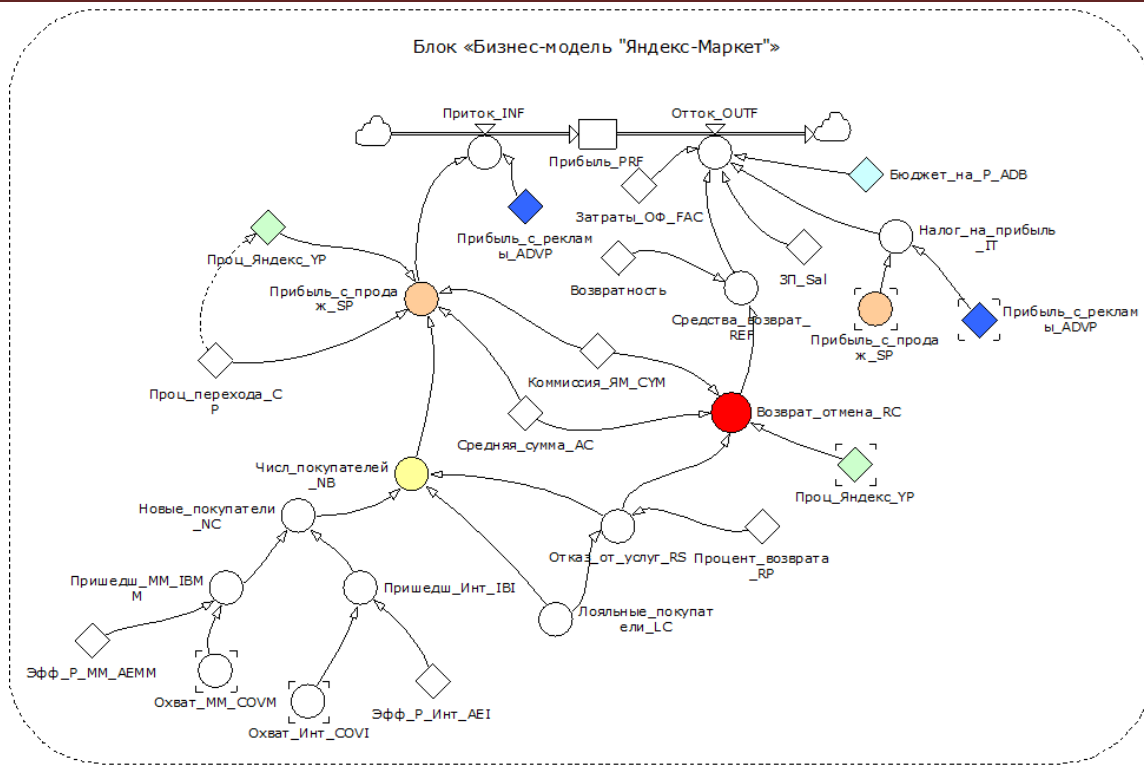 Блок «Бизнес-модель "Яндекс-Маркет"»
Приток_INF
Отток_OUTF
Прибыль_PRF
Бюджет_на_Р_ADB
Затраты_ОФ_FAC
Прибыль_с_реклам
ы_ADVP
Налог_на_прибыль
_IT
Проц_Яндекс_YP
Возвратность
ЗП_Sal
Прибыль_с_прода
ж_SP
Средства_возврат_
REF
Прибыль_с_реклам
ы_ADVP
Прибыль_с_прода
ж_SP
Проц_перехода_С
Р
Комиссия_ЯМ_CYM
Возврат_отмена_RC
Средняя_сумма_АС
Числ_покупателей
_NB
Проц_Яндекс_YP
Новые_покупатели
_NC
Отказ_от_услуг_RS
Процент_возврата
_RP
Пришедш_ММ_IBM
M
Пришедш_Инт_IBI
Лояльные_покупат
ели_LC
Эфф_Р_ММ_AEMM
Охват_ММ_COVM
Эфф_Р_Инт_AEI
Охват_Инт_COVI